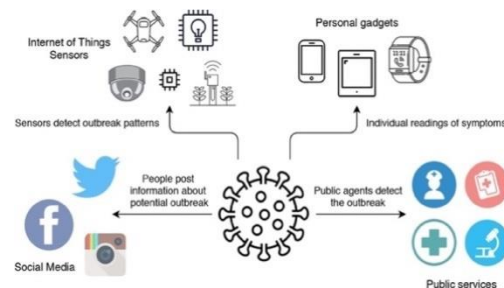 Internet of Things
Sensors
Personal gadgets
Sensors detect outbreak patterns
Individual readings of symptoms
People post
information about
potential outbreak
Public agents detect
the outbreak
Social Media
Public services